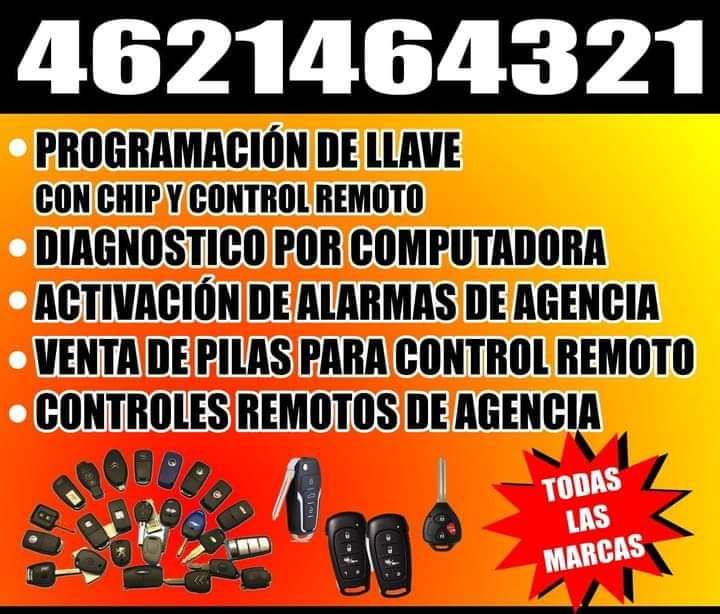 4621464321
• PROGRAMACIÓN DE LLAVE
CON CHIP Y CONTROL REMOTO
• DIAGNOSTICO POR COMPUTADORA
• ACTIVACIÓN DE ALARMAS DE AGENCIA
• VENTA DE PILAS PARA CONTROL REMOTO
• CONTROLES REMOTOS DE AGENCIA
TODAS
LAS
MARCAS